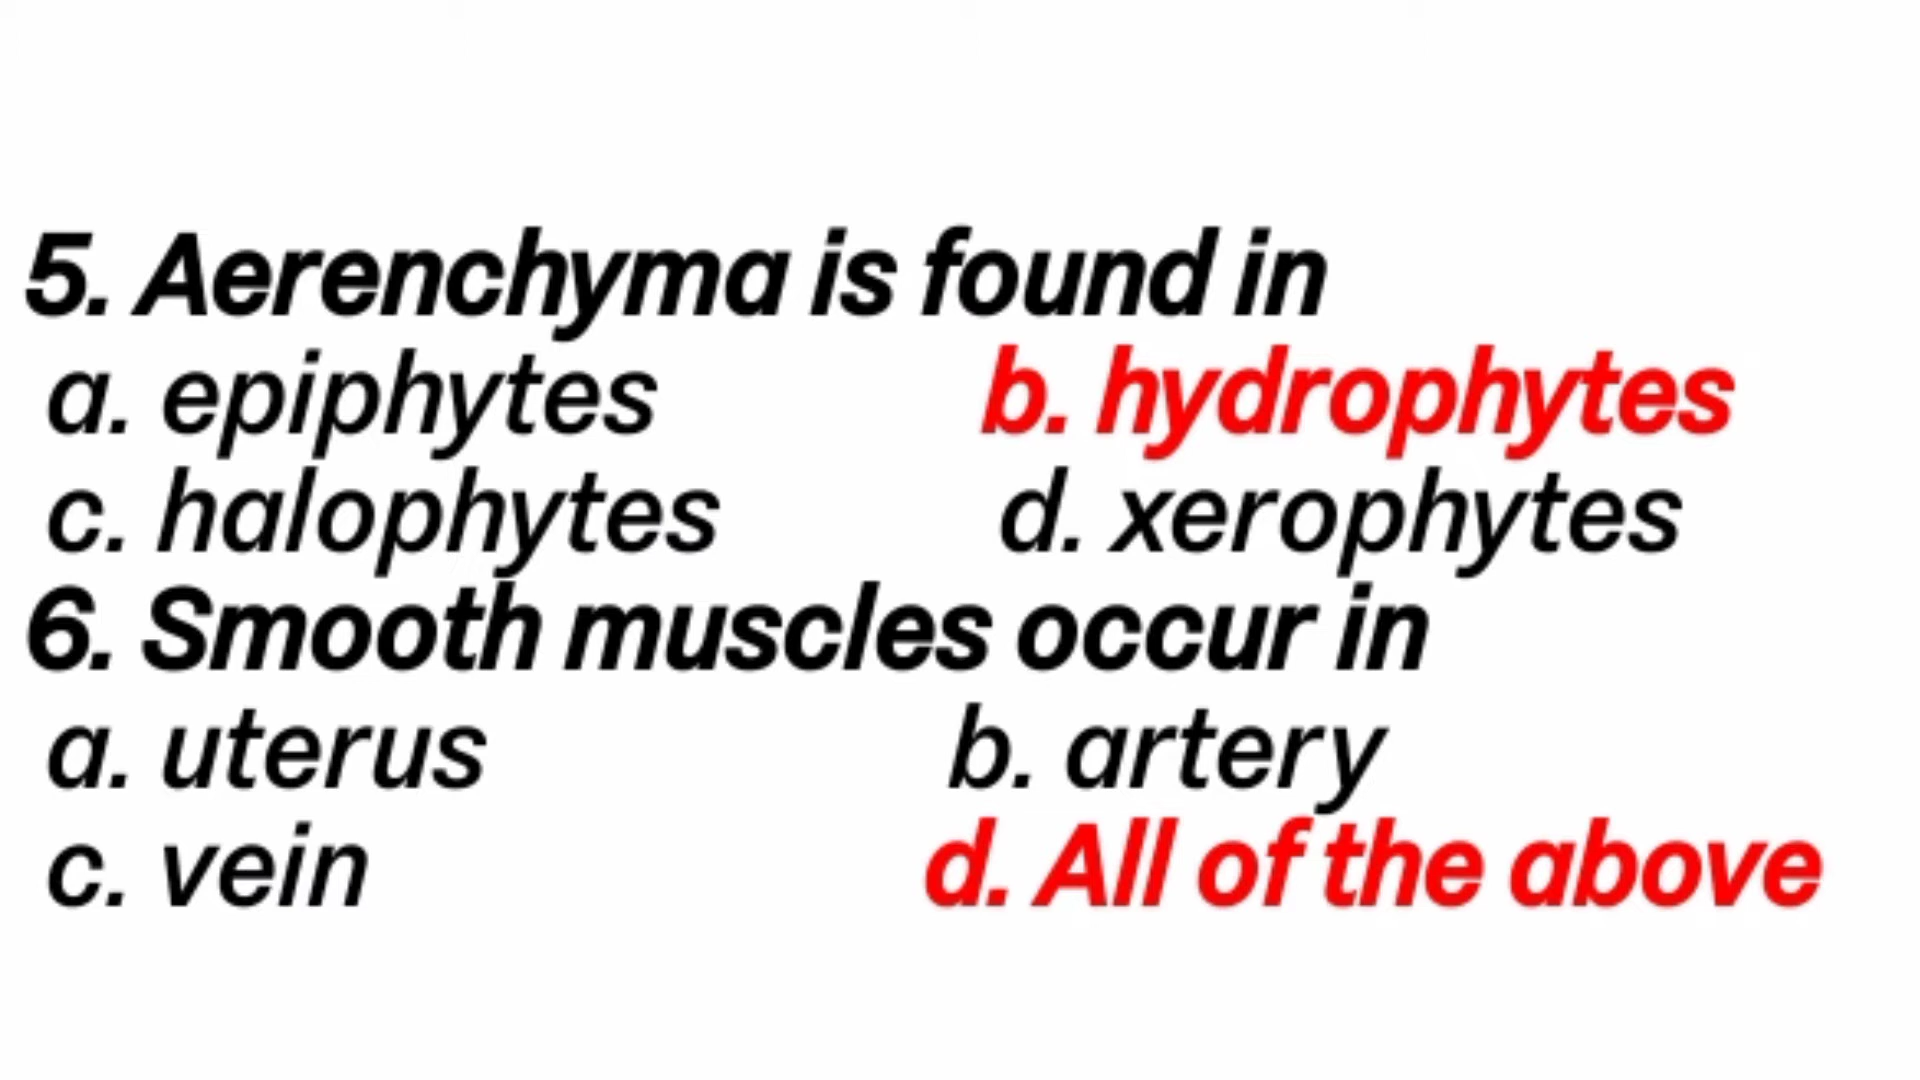 5. Aerenchyma is found in
a. epiphytes b. hydrophytes
c. halophytes d. xerophytes
6. Smooth muscles occur in
a. uterus b. artery
c. vein d. All of the above